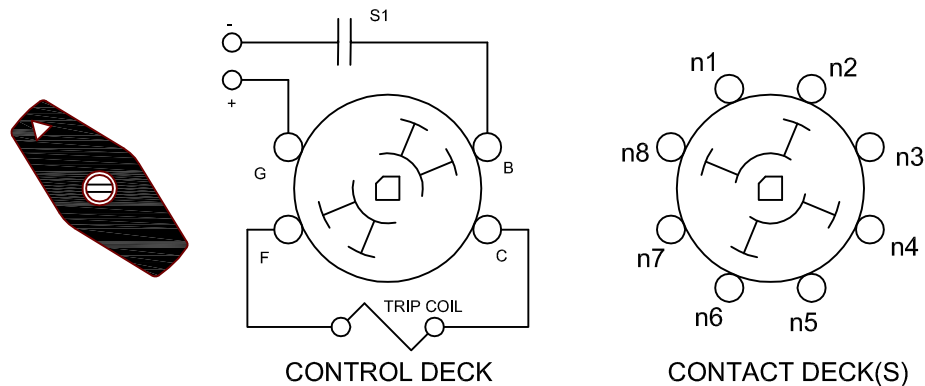 S1
-
+
G
B
F
C
TRIP COIL
CONTROL DECK
n1
n2
n8
n3
n7
n4
n6
n5
CONTACT DECK(S)